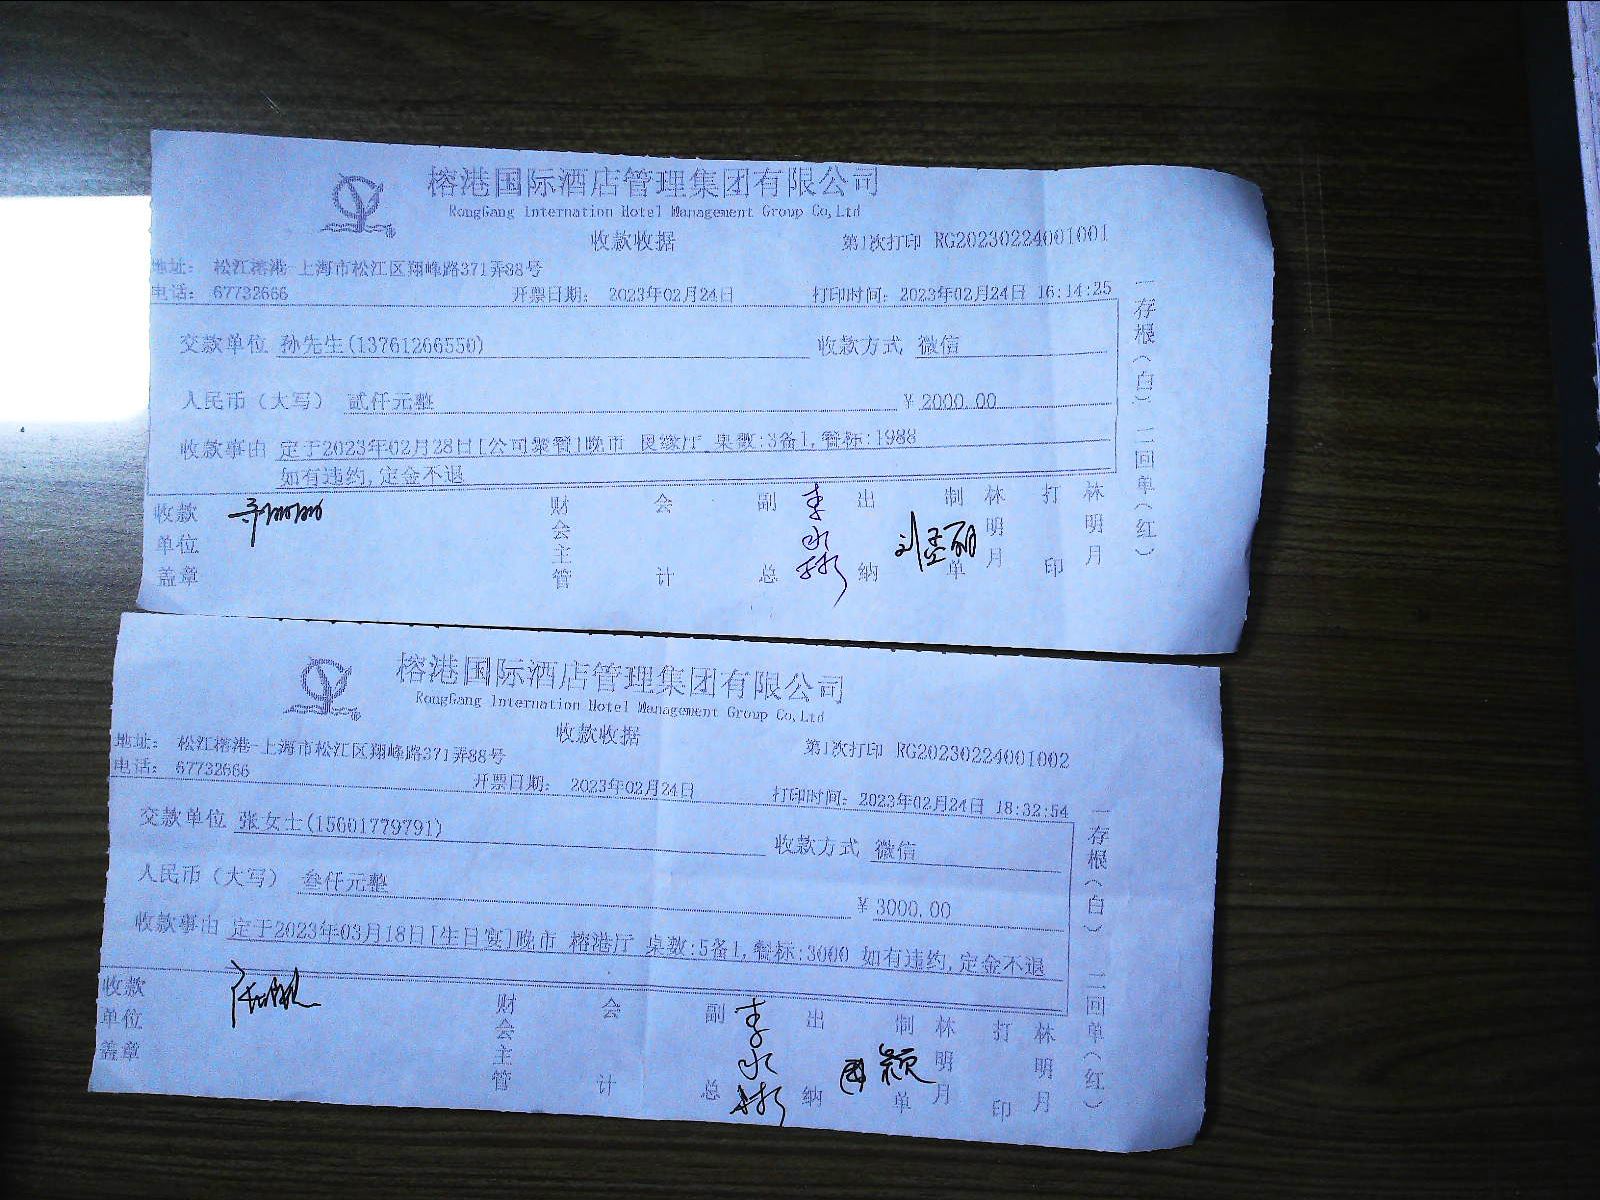 榕港国际酒店管理集团有限公司
RongGang Internation Hotel Management Group Co,Ltd
收款收据
第1次打印 RG20230224001001
地址: 松江榕港-上海市松江区翔峰路371弄88号
电话: 67732666
开票日期: 2023年02月24日
打印时间: 2023年02月24日 16:14:25
交款单位 孙先生(13761266550)
收款方式 微信
人民币(大写) 贰仟元整
¥ 2000.00
收款事由 定于2023年02月28日[公司聚餐]晚市 良缘厅 桌数:3备1,餐标:1988
如有违约,定金不退
收款单位盖章
财会主管
会计
副总 李水彬
出纳
制单 林明月
打印 林明月
一存根(白) 二回单(红)
榕港国际酒店管理集团有限公司
RongGang Internation Hotel Management Group Co,Ltd
收款收据
第1次打印 RG20230224001002
地址: 松江榕港-上海市松江区翔峰路371弄88号
电话: 67732666
开票日期: 2023年02月24日
打印时间: 2023年02月24日 18:32:54
交款单位 张女士(15601779791)
收款方式 微信
人民币(大写) 叁仟元整
¥ 3000.00
收款事由 定于2023年03月18日[生日宴]晚市 榕港厅 桌数:5备1,餐标:3000 如有违约,定金不退
收款单位盖章
财会主管
会计
副总 李水彬
出纳
制单 林明月
打印 林明月
一存根(白) 二回单(红)